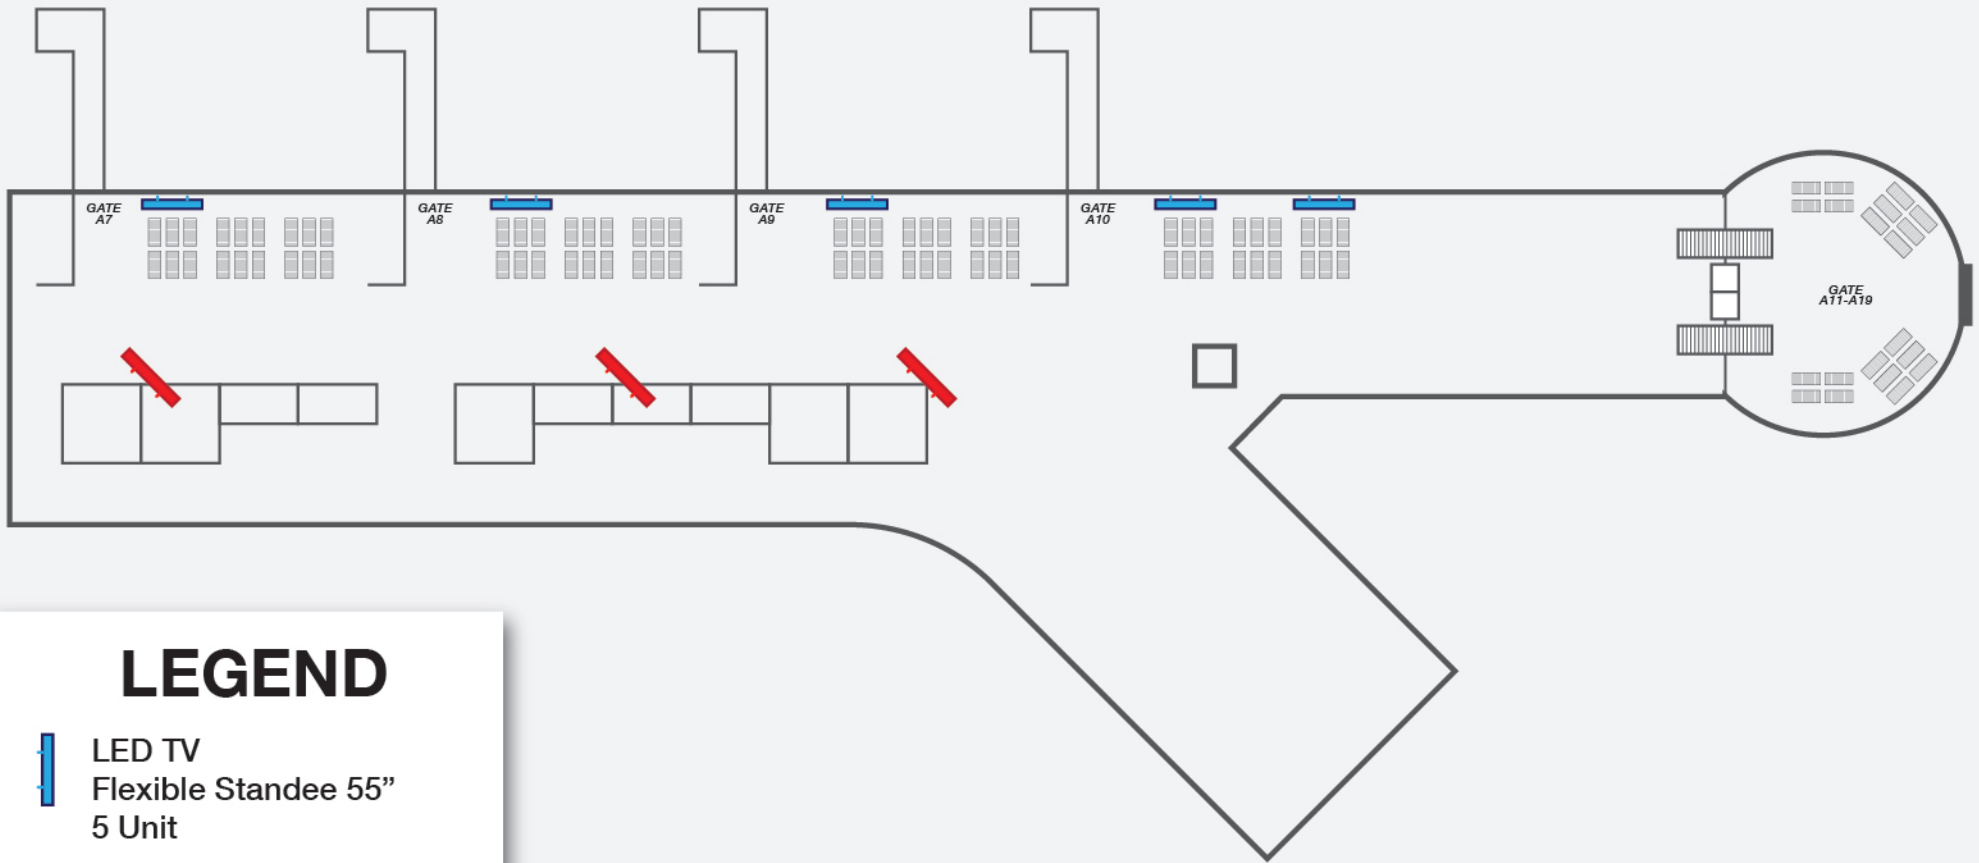 GATE
A7
GATE
A8
GATE
A9
GATE
A10
GATE
A11-A19
LEGEND
LED TV
Flexible Standee 55”
5 Unit